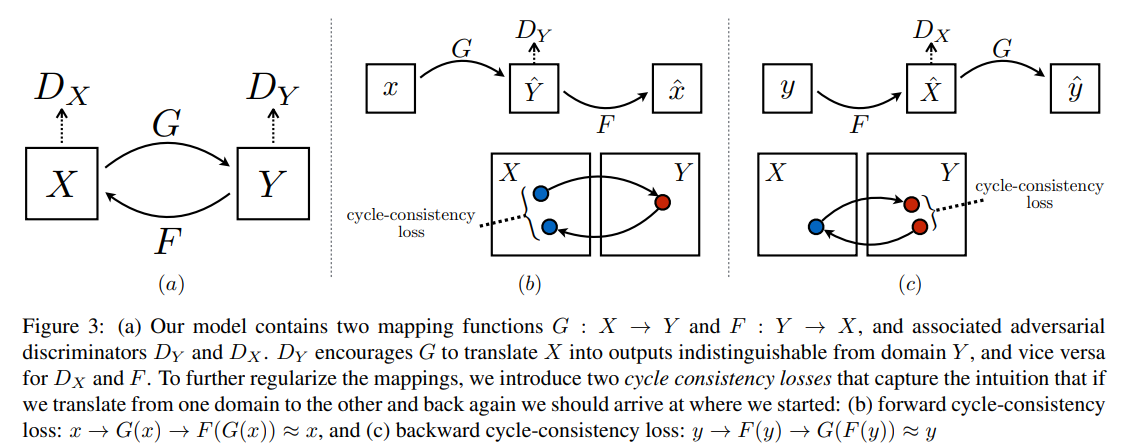 D_X
D_Y
G
X
Y
F
(a)
D_Y
G
x
Ŷ
x̂
F
X
Y
cycle-consistency
loss
(b)
D_X
G
y
X̂
ŷ
F
X
Y
cycle-consistency
loss
(c)
Figure 3: (a) Our model contains two mapping functions G : X → Y and F : Y → X, and associated adversarial
discriminators D_Y and D_X. D_Y encourages G to translate X into outputs indistinguishable from domain Y, and vice versa
for D_X and F. To further regularize the mappings, we introduce two cycle consistency losses that capture the intuition that if
we translate from one domain to the other and back again we should arrive at where we started: (b) forward cycle-consistency
loss: x → G(x) → F(G(x)) ≈ x, and (c) backward cycle-consistency loss: y → F(y) → G(F(y)) ≈ y